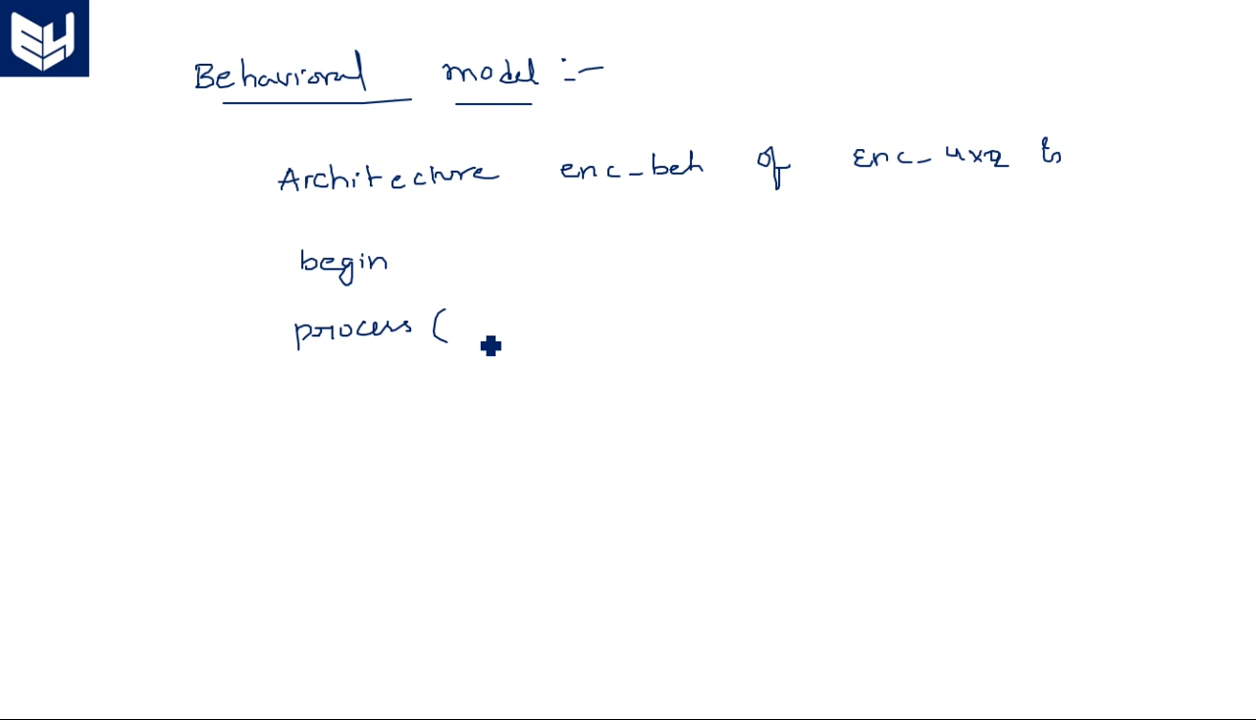 Behavioral model :-
Architecture enc_beh of enc_4x2 is
begin
process (